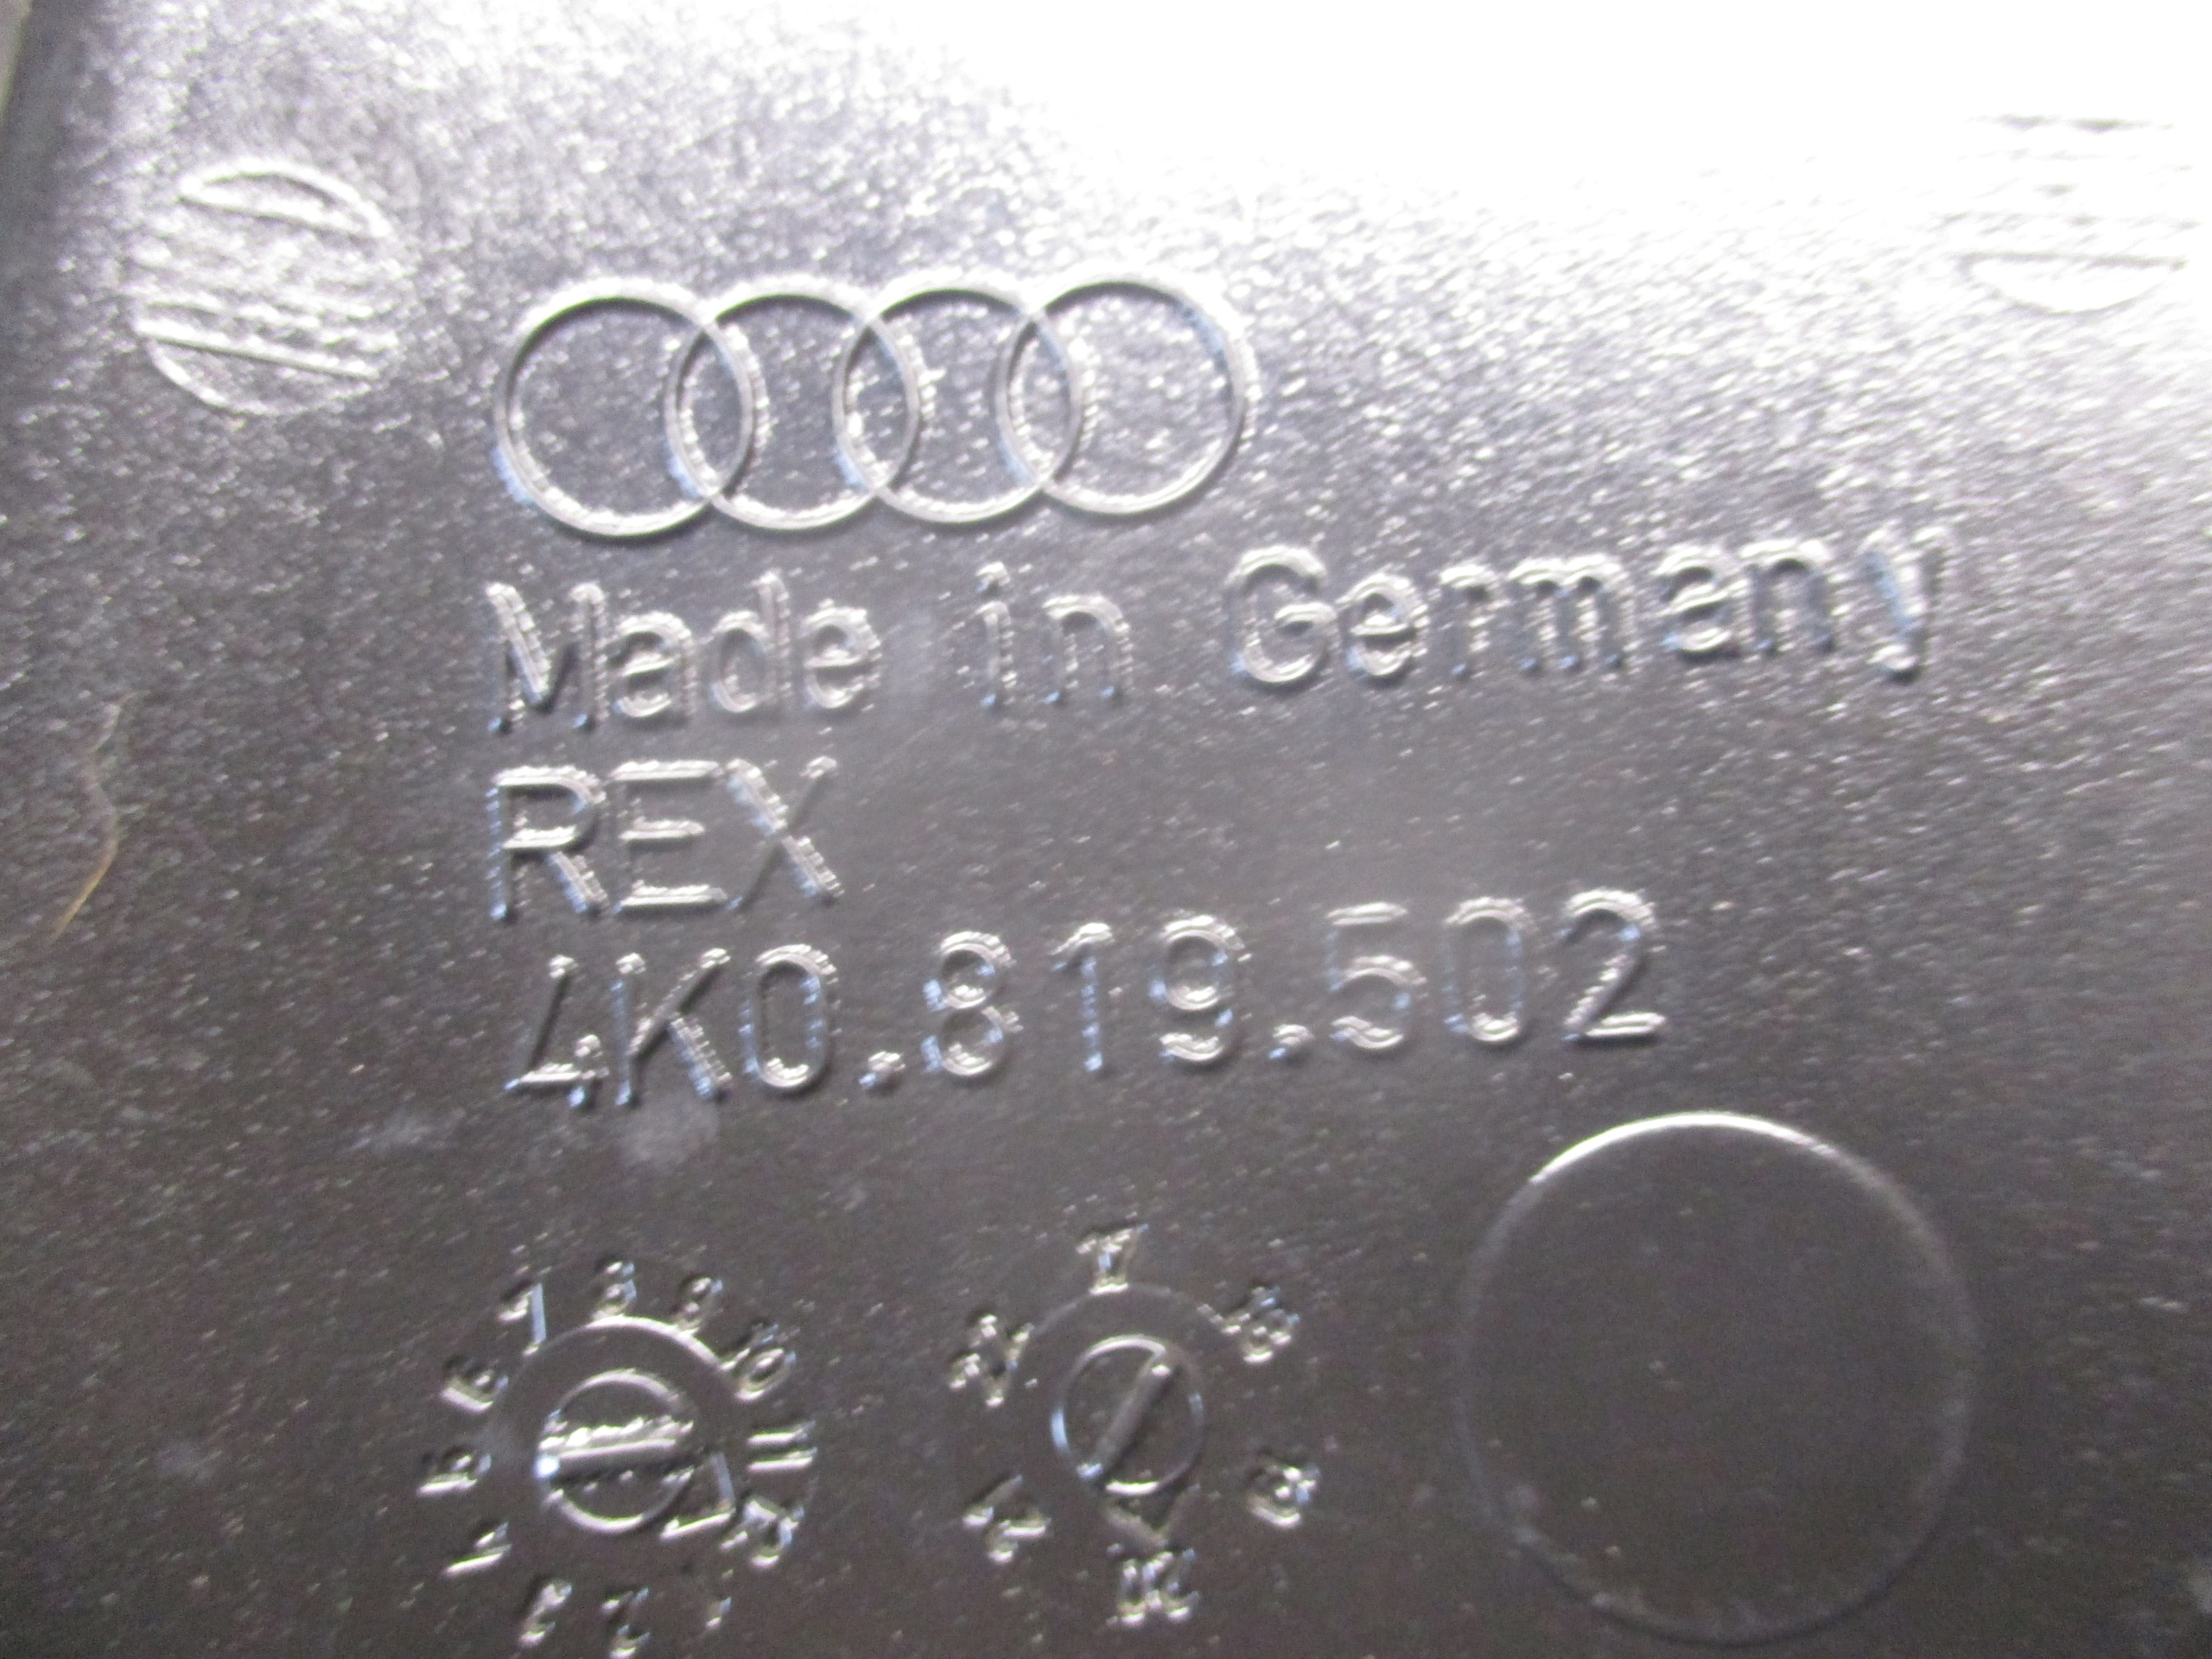 Made in Germany
REX
4K0.819.502